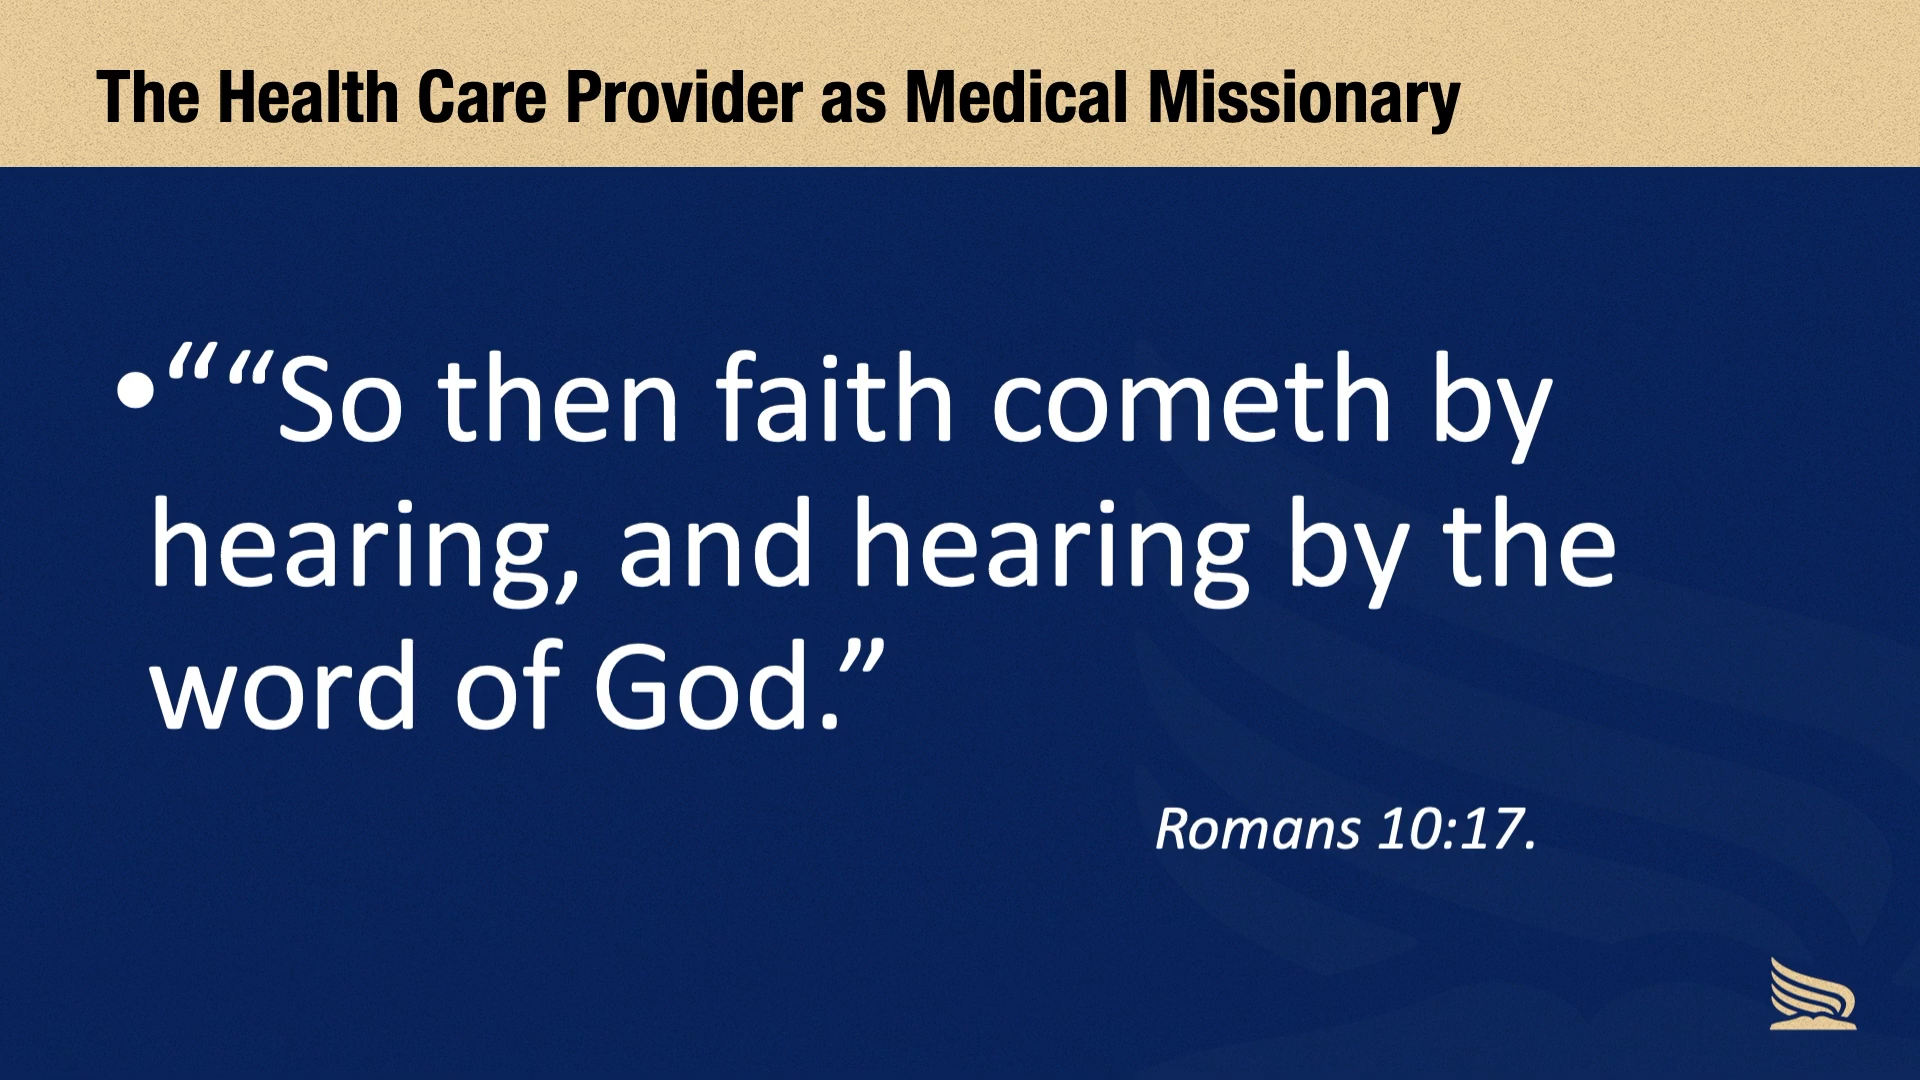 The Health Care Provider as Medical Missionary
•““So then faith cometh by
hearing, and hearing by the
word of God.”
Romans 10:17.